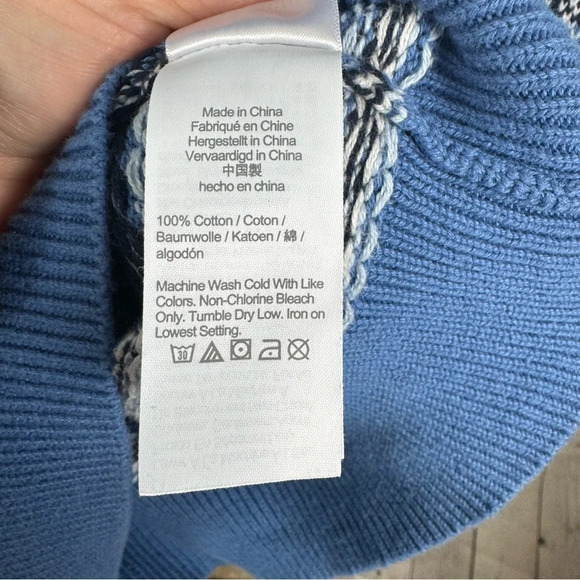 Made in China
Fabriqué en Chine
Hergestellt in China
Vervaardigd in China
中国製
hecho en china
100% Cotton / Coton /
Baumwolle / Katoen / 綿 /
algodón
Machine Wash Cold With Like
Colors. Non-Chlorine Bleach
Only. Tumble Dry Low. Iron on
Lowest Setting.
30